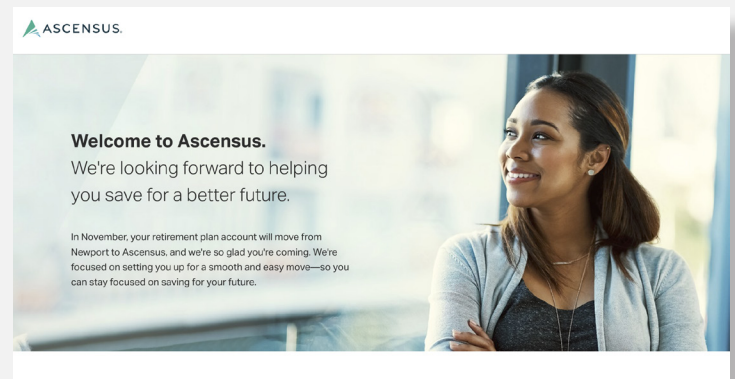 ASCENSUS
Welcome to Ascensus.
We're looking forward to helping
you save for a better future.
In November, your retirement plan account will move from
Newport to Ascensus, and we're so glad you're coming. We're
focused on setting you up for a smooth and easy move—so you
can stay focused on saving for your future.